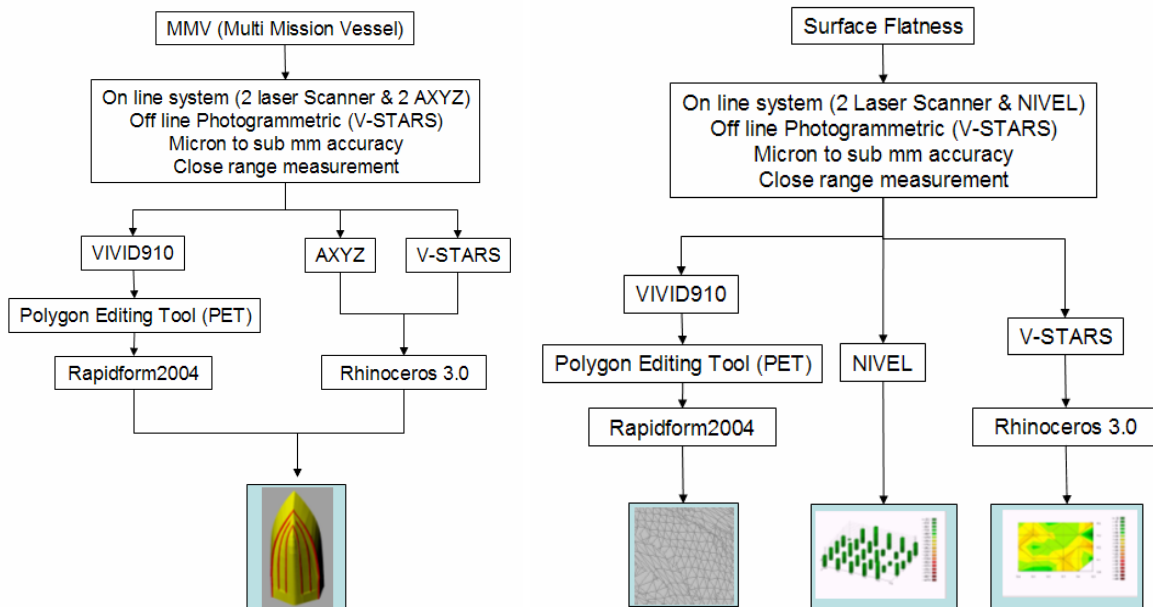 MMV (Multi Mission Vessel)
On line system (2 laser Scanner & 2 AXYZ)
Off line Photogrammetric (V-STARS)
Micron to sub mm accuracy
Close range measurement
VIVID910
AXYZ
V-STARS
Polygon Editing Tool (PET)
Rapidform2004
Rhinoceros 3.0
Surface Flatness
On line system (2 Laser Scanner & NIVEL)
Off line Photogrammetric (V-STARS)
Micron to sub mm accuracy
Close range measurement
VIVID910
V-STARS
Polygon Editing Tool (PET)
NIVEL
Rapidform2004
Rhinoceros 3.0